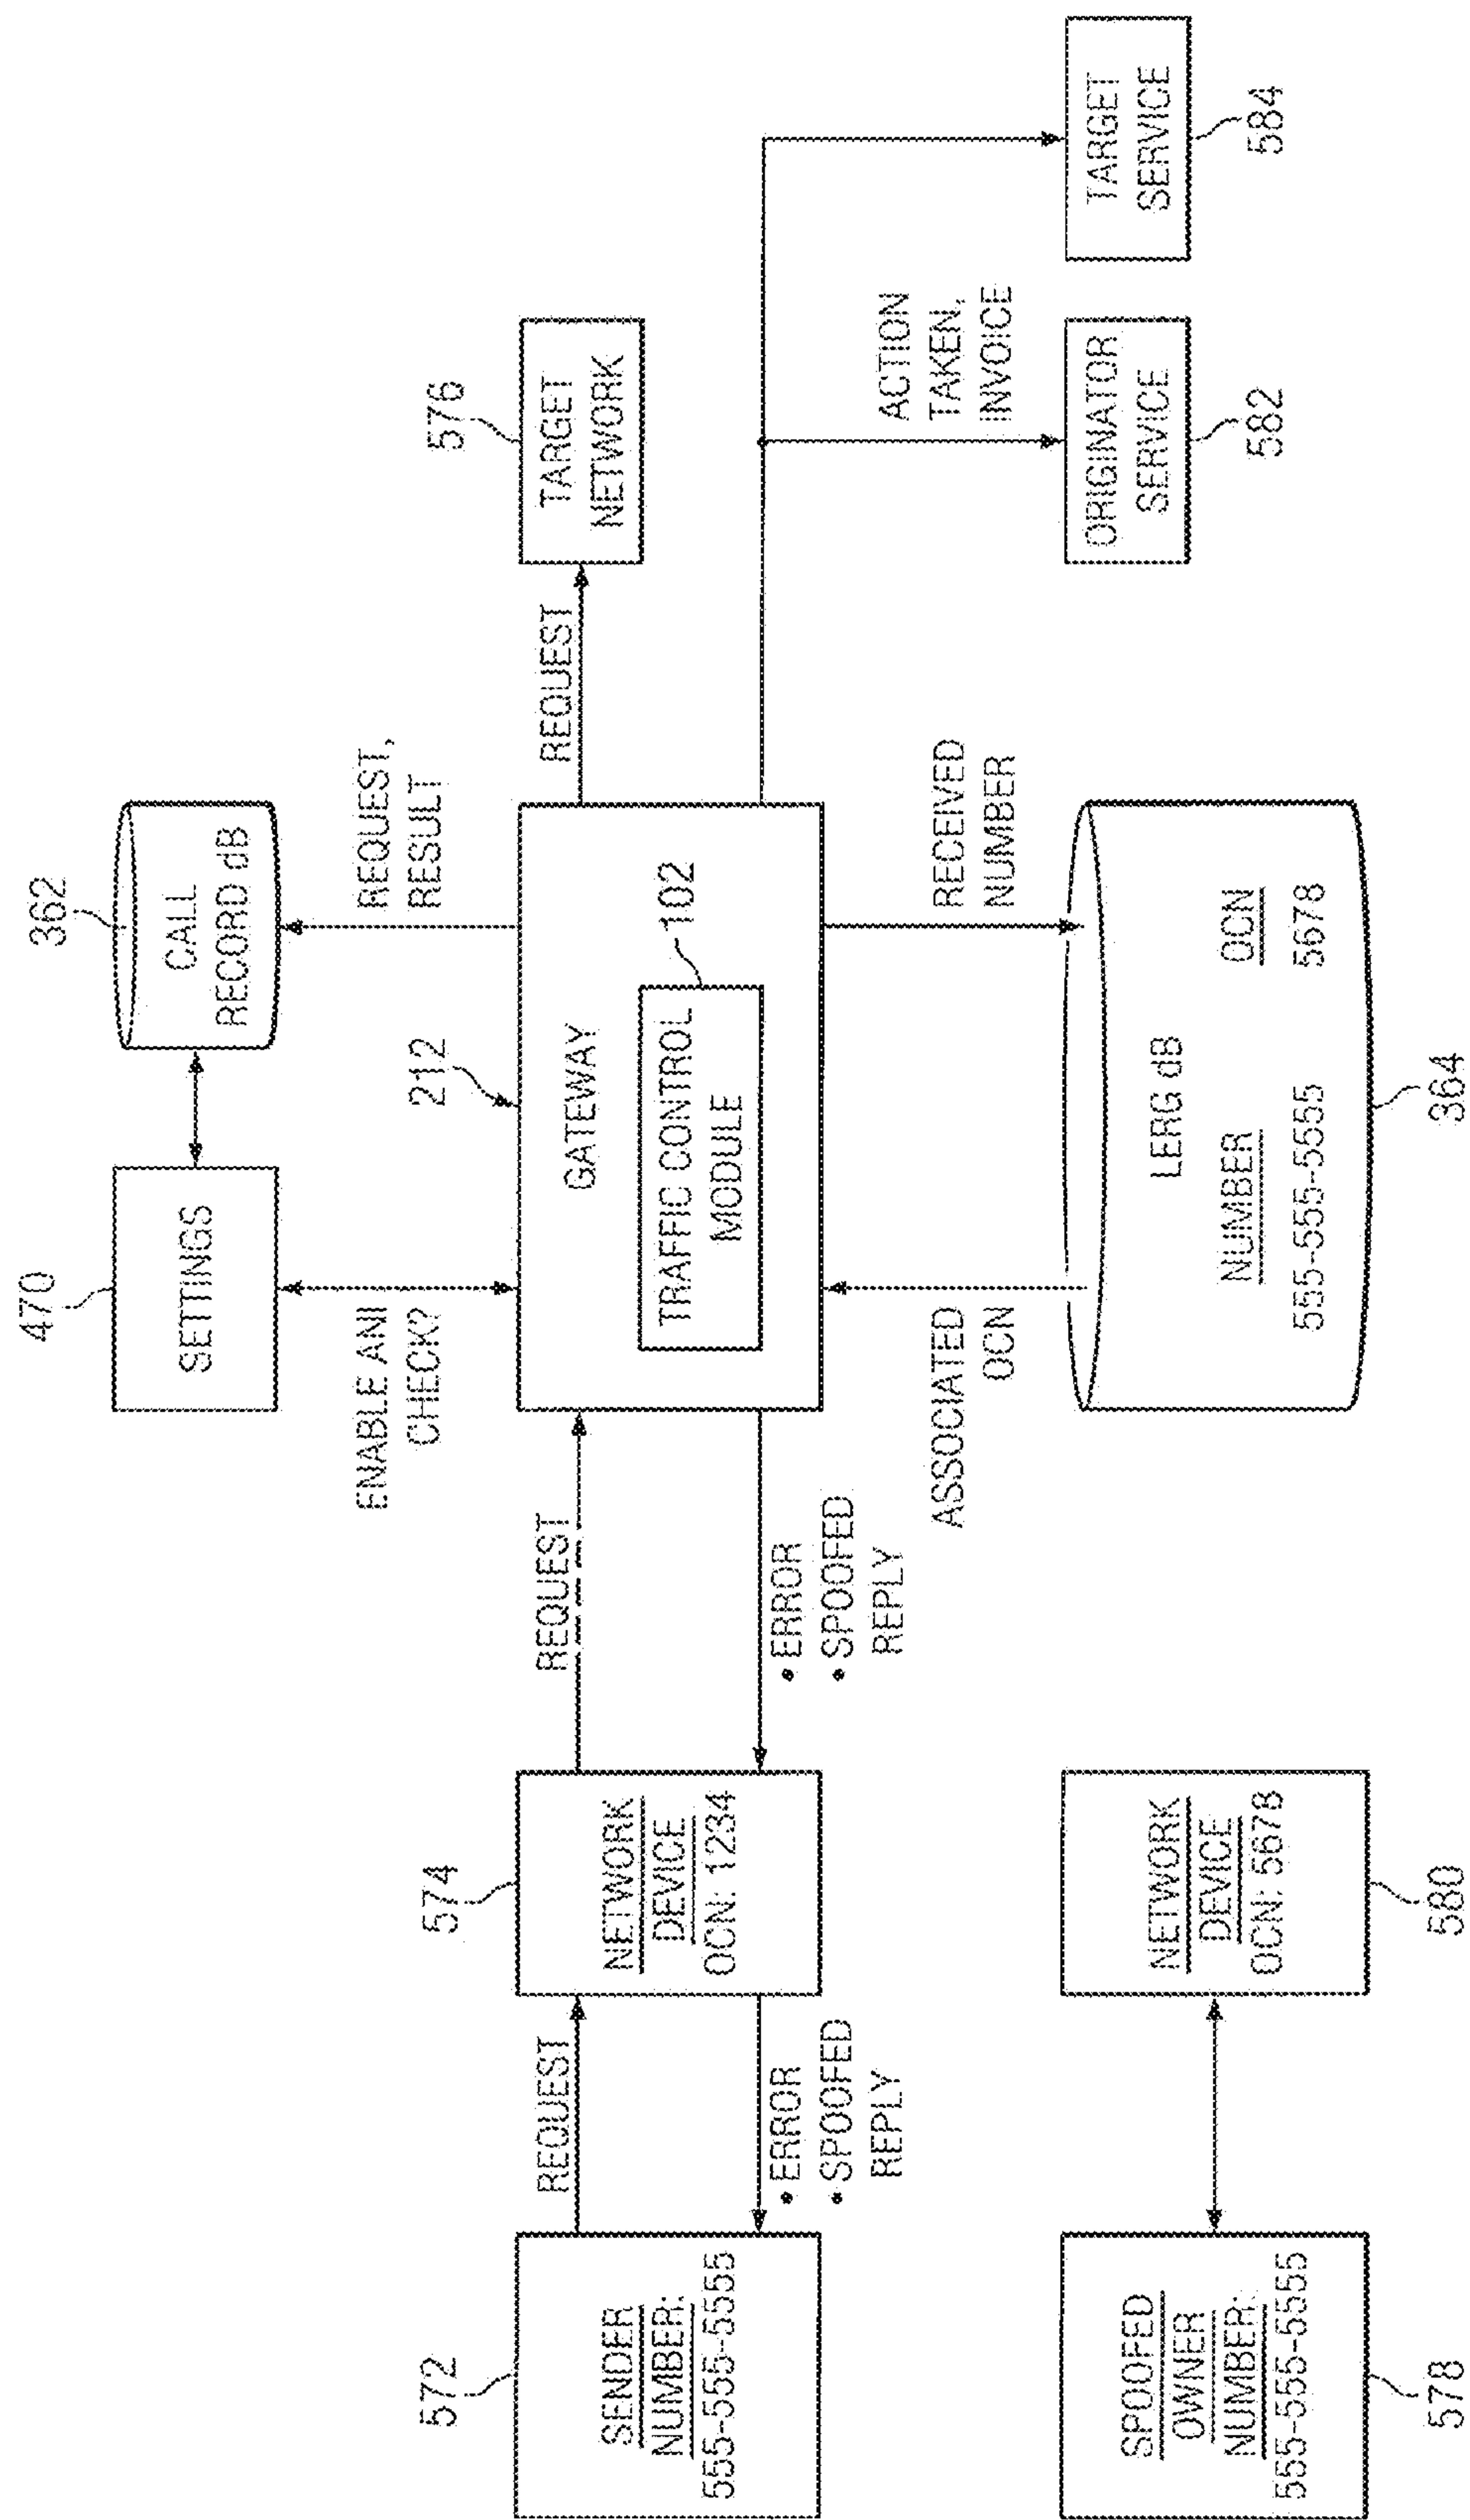 470
SETTINGS
362
CALL
RECORD dB
ENABLE ANI
CHECK?
REQUEST,
RESULT
572
SENDER
NUMBER:
555-555-5555
REQUEST
• ERROR
• SPOOFED
REPLY
574
NETWORK
DEVICE
OCN: 1234
REQUEST
• ERROR
• SPOOFED
REPLY
212
GATEWAY
TRAFFIC CONTROL
MODULE
102
REQUEST
576
TARGET
NETWORK
ASSOCIATED
OCN
RECEIVED
NUMBER
ACTION
TAKEN,
INVOICE
SPOOFED
OWNER
NUMBER:
555-555-5555
578
NETWORK
DEVICE
OCN: 5678
580
LERG dB
NUMBER
OCN
555-555-5555
5678
364
ORIGINATOR
SERVICE
582
TARGET
SERVICE
584